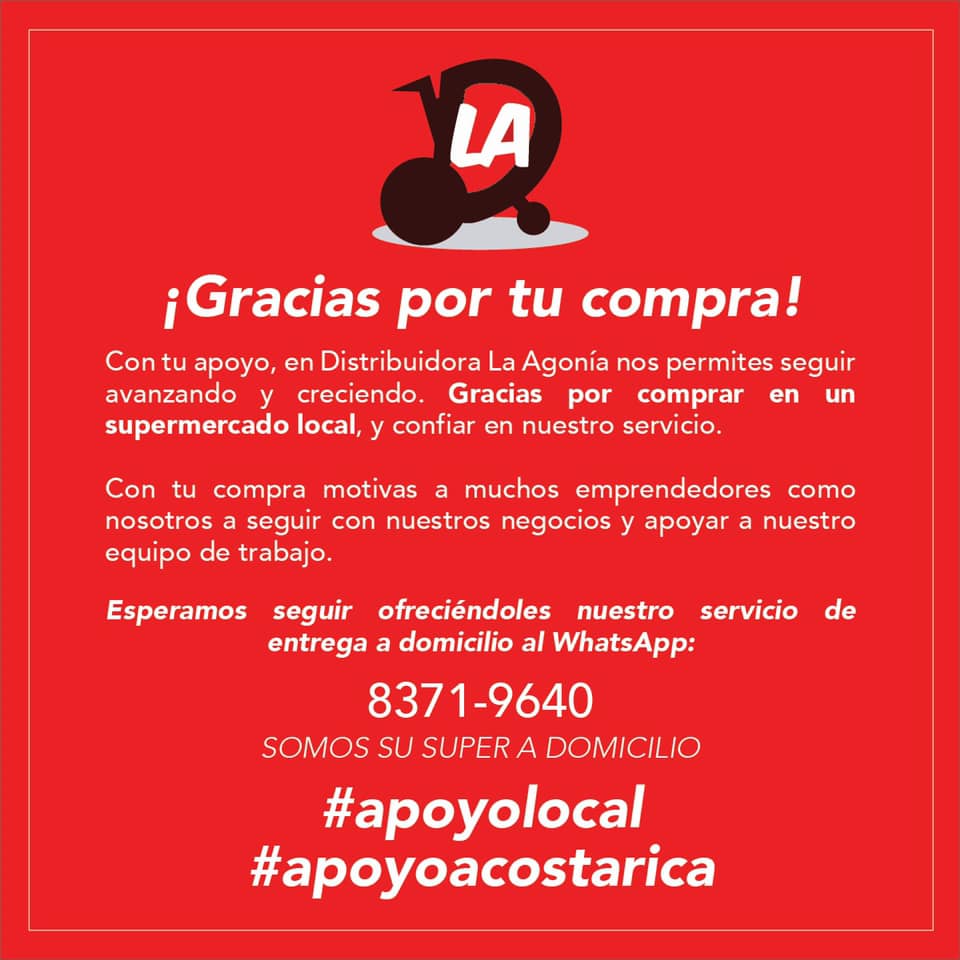 LA
¡Gracias por tu compra!
Con tu apoyo, en Distribuidora La Agonía nos permites seguir
avanzando y creciendo. Gracias por comprar en un
supermercado local, y confiar en nuestro servicio.
Con tu compra motivas a muchos emprendedores como
nosotros a seguir con nuestros negocios y apoyar a nuestro
equipo de trabajo.
Esperamos seguir ofreciéndoles nuestro servicio de
entrega a domicilio al WhatsApp:
8371-9640
SOMOS SU SUPER A DOMICILIO
#apoyolocal
#apoyoacostarica